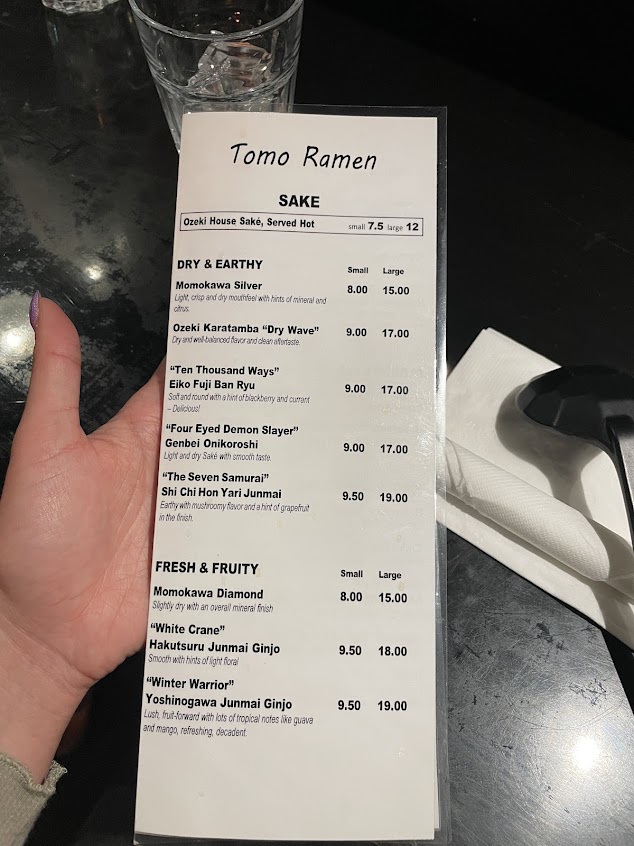 Tomo Ramen
SAKE
Ozeki House Saké, Served Hot small 7.5 large 12
DRY & EARTHY Small Large
Momokawa Silver 8.00 15.00
Light, crisp and dry mouthfeel with hints of mineral and
citrus.
Ozeki Karatamba “Dry Wave” 9.00 17.00
Dry and well-balanced flavor and clean aftertaste.
“Ten Thousand Ways”
Eiko Fuji Ban Ryu 9.00 17.00
Soft and round with a hint of blackberry and currant
– Delicious!
“Four Eyed Demon Slayer”
Genbei Onikoroshi 9.00 17.00
Light and dry Saké with smooth taste.
“The Seven Samurai”
Shi Chi Hon Yari Junmai 9.50 19.00
Earthy with mushroomy flavor and a hint of grapefruit
in the finish.
FRESH & FRUITY Small Large
Momokawa Diamond 8.00 15.00
Slightly dry with an overall mineral finish
“White Crane”
Hakutsuru Junmai Ginjo 9.50 18.00
Smooth with hints of light floral
“Winter Warrior”
Yoshinogawa Junmai Ginjo 9.50 19.00
Lush, fruit-forward with lots of tropical notes like guava
and mango, refreshing, decadent.